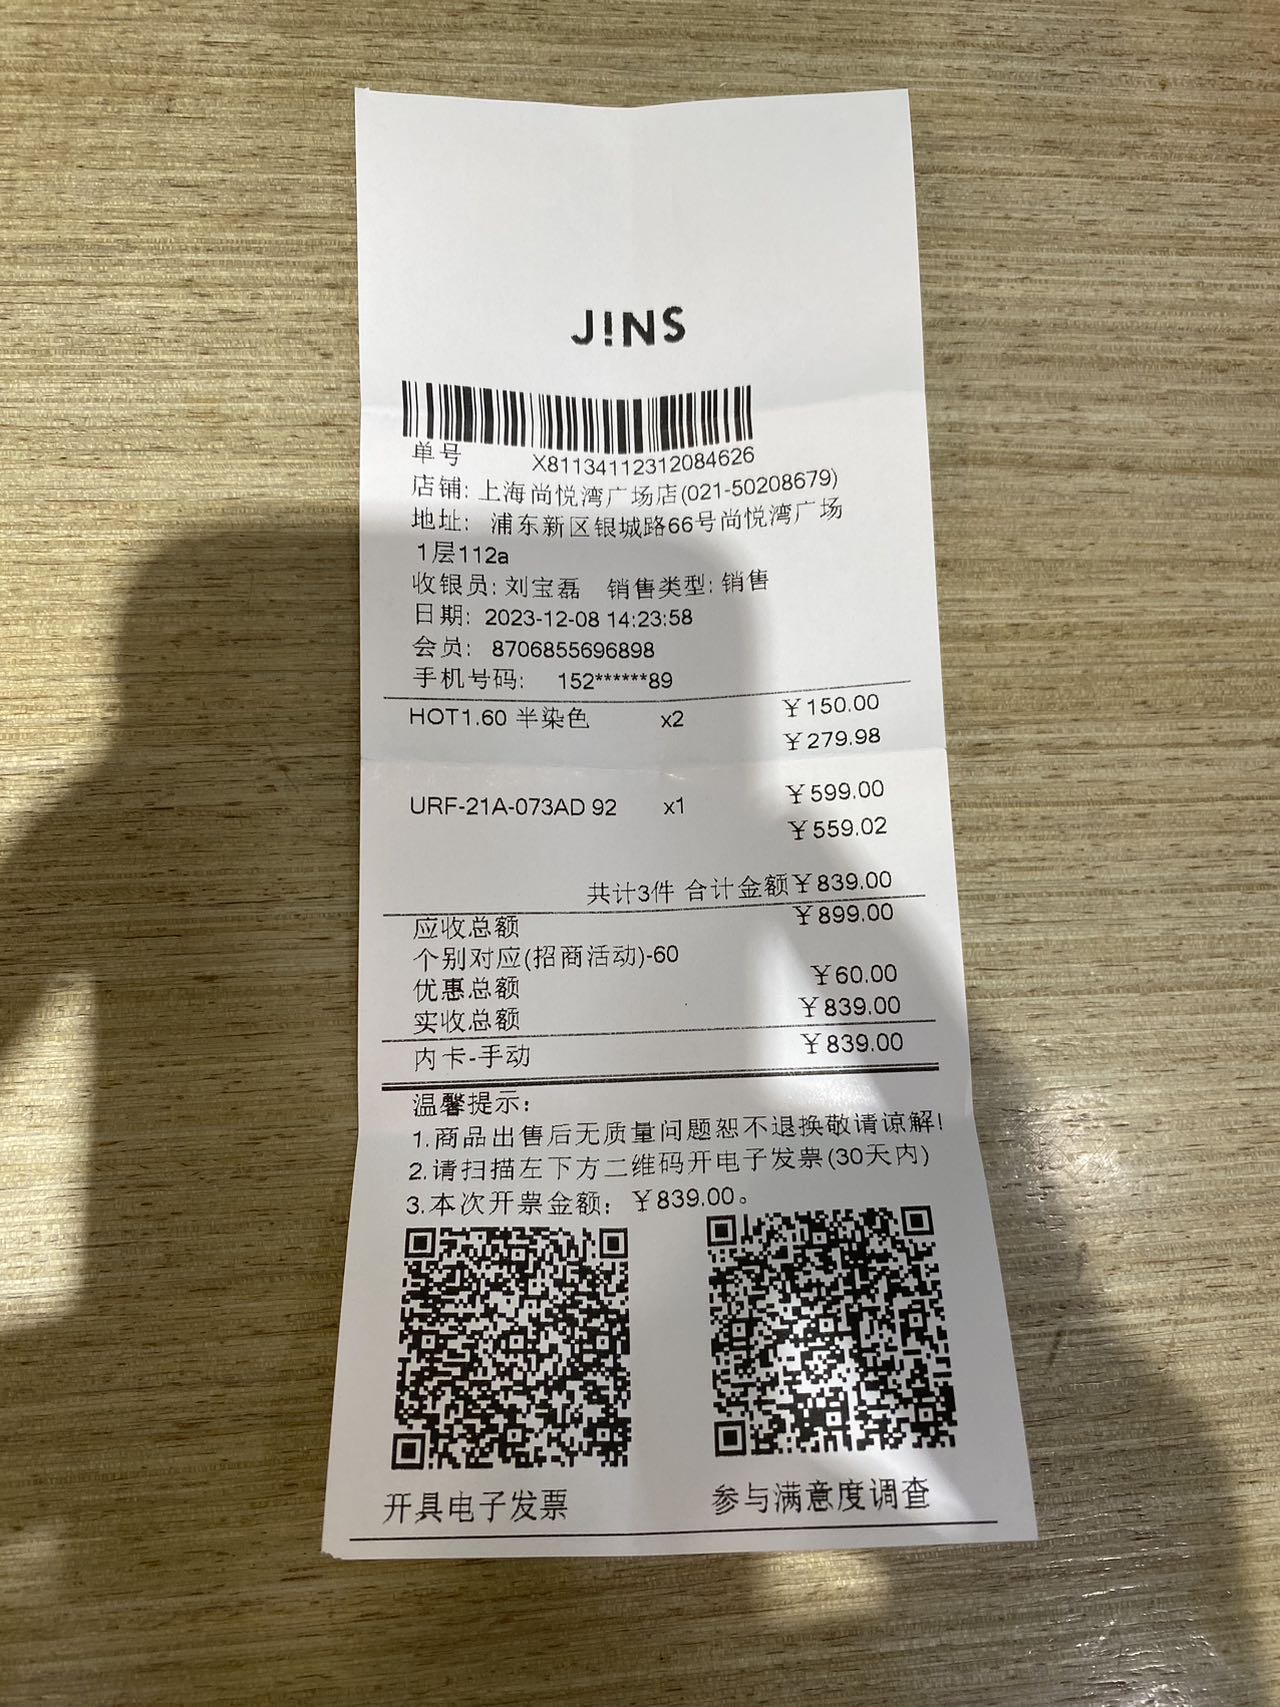 J!NS
单号 X81134112312084626
店铺: 上海尚悦湾广场店(021-50208679)
地址: 浦东新区银城路66号尚悦湾广场
1层112a
收银员: 刘宝磊 销售类型: 销售
日期: 2023-12-08 14:23:58
会员: 8706855696898
手机号码: 152******89
HOT1.60 半染色 x2 ¥150.00
¥279.98
URF-21A-073AD 92 x1 ¥599.00
¥559.02
共计3件 合计金额¥839.00
应收总额 ¥899.00
个别对应(招商活动)-60
优惠总额 ¥60.00
实收总额 ¥839.00
内卡-手动 ¥839.00
温馨提示:
1.商品出售后无质量问题恕不退换敬请谅解!
2.请扫描左下方二维码开电子发票(30天内)
3.本次开票金额: ¥839.00。
开具电子发票 参与满意度调查